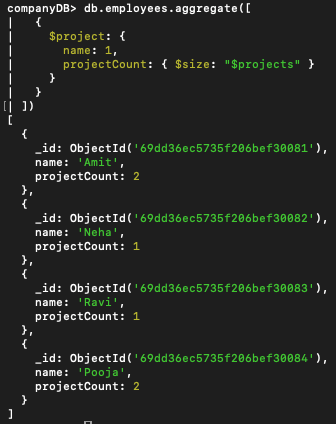 companyDB> db.employees.aggregate([
|   {
|     $project: {
|       name: 1,
|       projectCount: { $size: "$projects" }
|     }
|   }
| ])
[
  {
    _id: ObjectId('69dd36ec5735f206bef30081'),
    name: 'Amit',
    projectCount: 2
  },
  {
    _id: ObjectId('69dd36ec5735f206bef30082'),
    name: 'Neha',
    projectCount: 1
  },
  {
    _id: ObjectId('69dd36ec5735f206bef30083'),
    name: 'Ravi',
    projectCount: 1
  },
  {
    _id: ObjectId('69dd36ec5735f206bef30084'),
    name: 'Pooja',
    projectCount: 2
  }
]